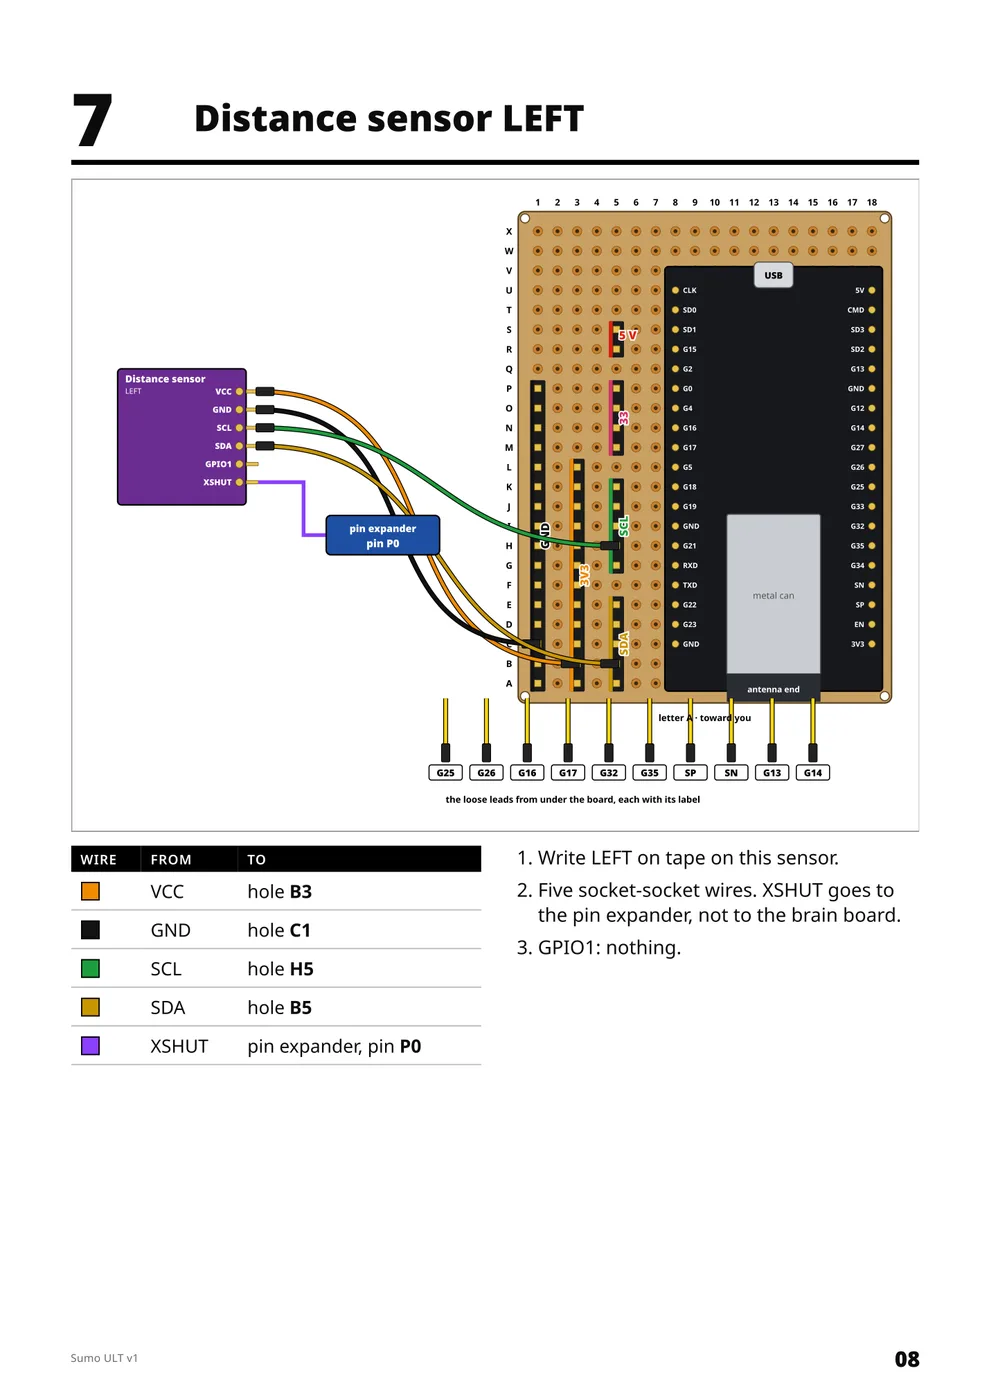 7
Distance sensor LEFT
1 2 3 4 5 6 7 8 9 10 11 12 13 14 15 16 17 18
X
W
V
USB
U CLK 5V
T SD0 CMD
S SD1 SD3
5 V
R G15 SD2
Q G2 G13
Distance sensor
LEFT
VCC
GND
SCL
SDA
GPIO1
XSHUT
pin expander
pin P0
P G0 GND
O G4 G12
33
N G16 G14
M G17 G27
L G5 G26
K G18 G25
J G19 G33
I GND G32
GND
SCL
H G21 G35
G RXD G34
3V3
F TXD SN
metal can
E G22 SP
D G23 EN
SDA
GND 3V3
B
A
antenna end
letter A · toward you
G25 G26 G16 G17 G32 G35 SP SN G13 G14
the loose leads from under the board, each with its label
WIRE FROM TO
VCC hole B3
GND hole C1
SCL hole H5
SDA hole B5
XSHUT pin expander, pin P0
1. Write LEFT on tape on this sensor.
2. Five socket-socket wires. XSHUT goes to
the pin expander, not to the brain board.
3. GPIO1: nothing.
Sumo ULT v1
08